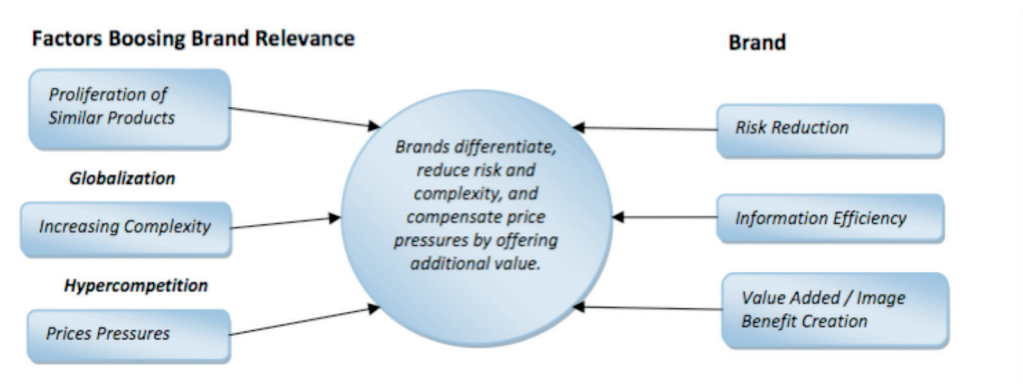 Factors Boosing Brand Relevance
Proliferation of
Similar Products
Globalization
Increasing Complexity
Hypercompetition
Prices Pressures
Brands differentiate,
reduce risk and
complexity, and
compensate price
pressures by offering
additional value.
Brand
Risk Reduction
Information Efficiency
Value Added / Image
Benefit Creation